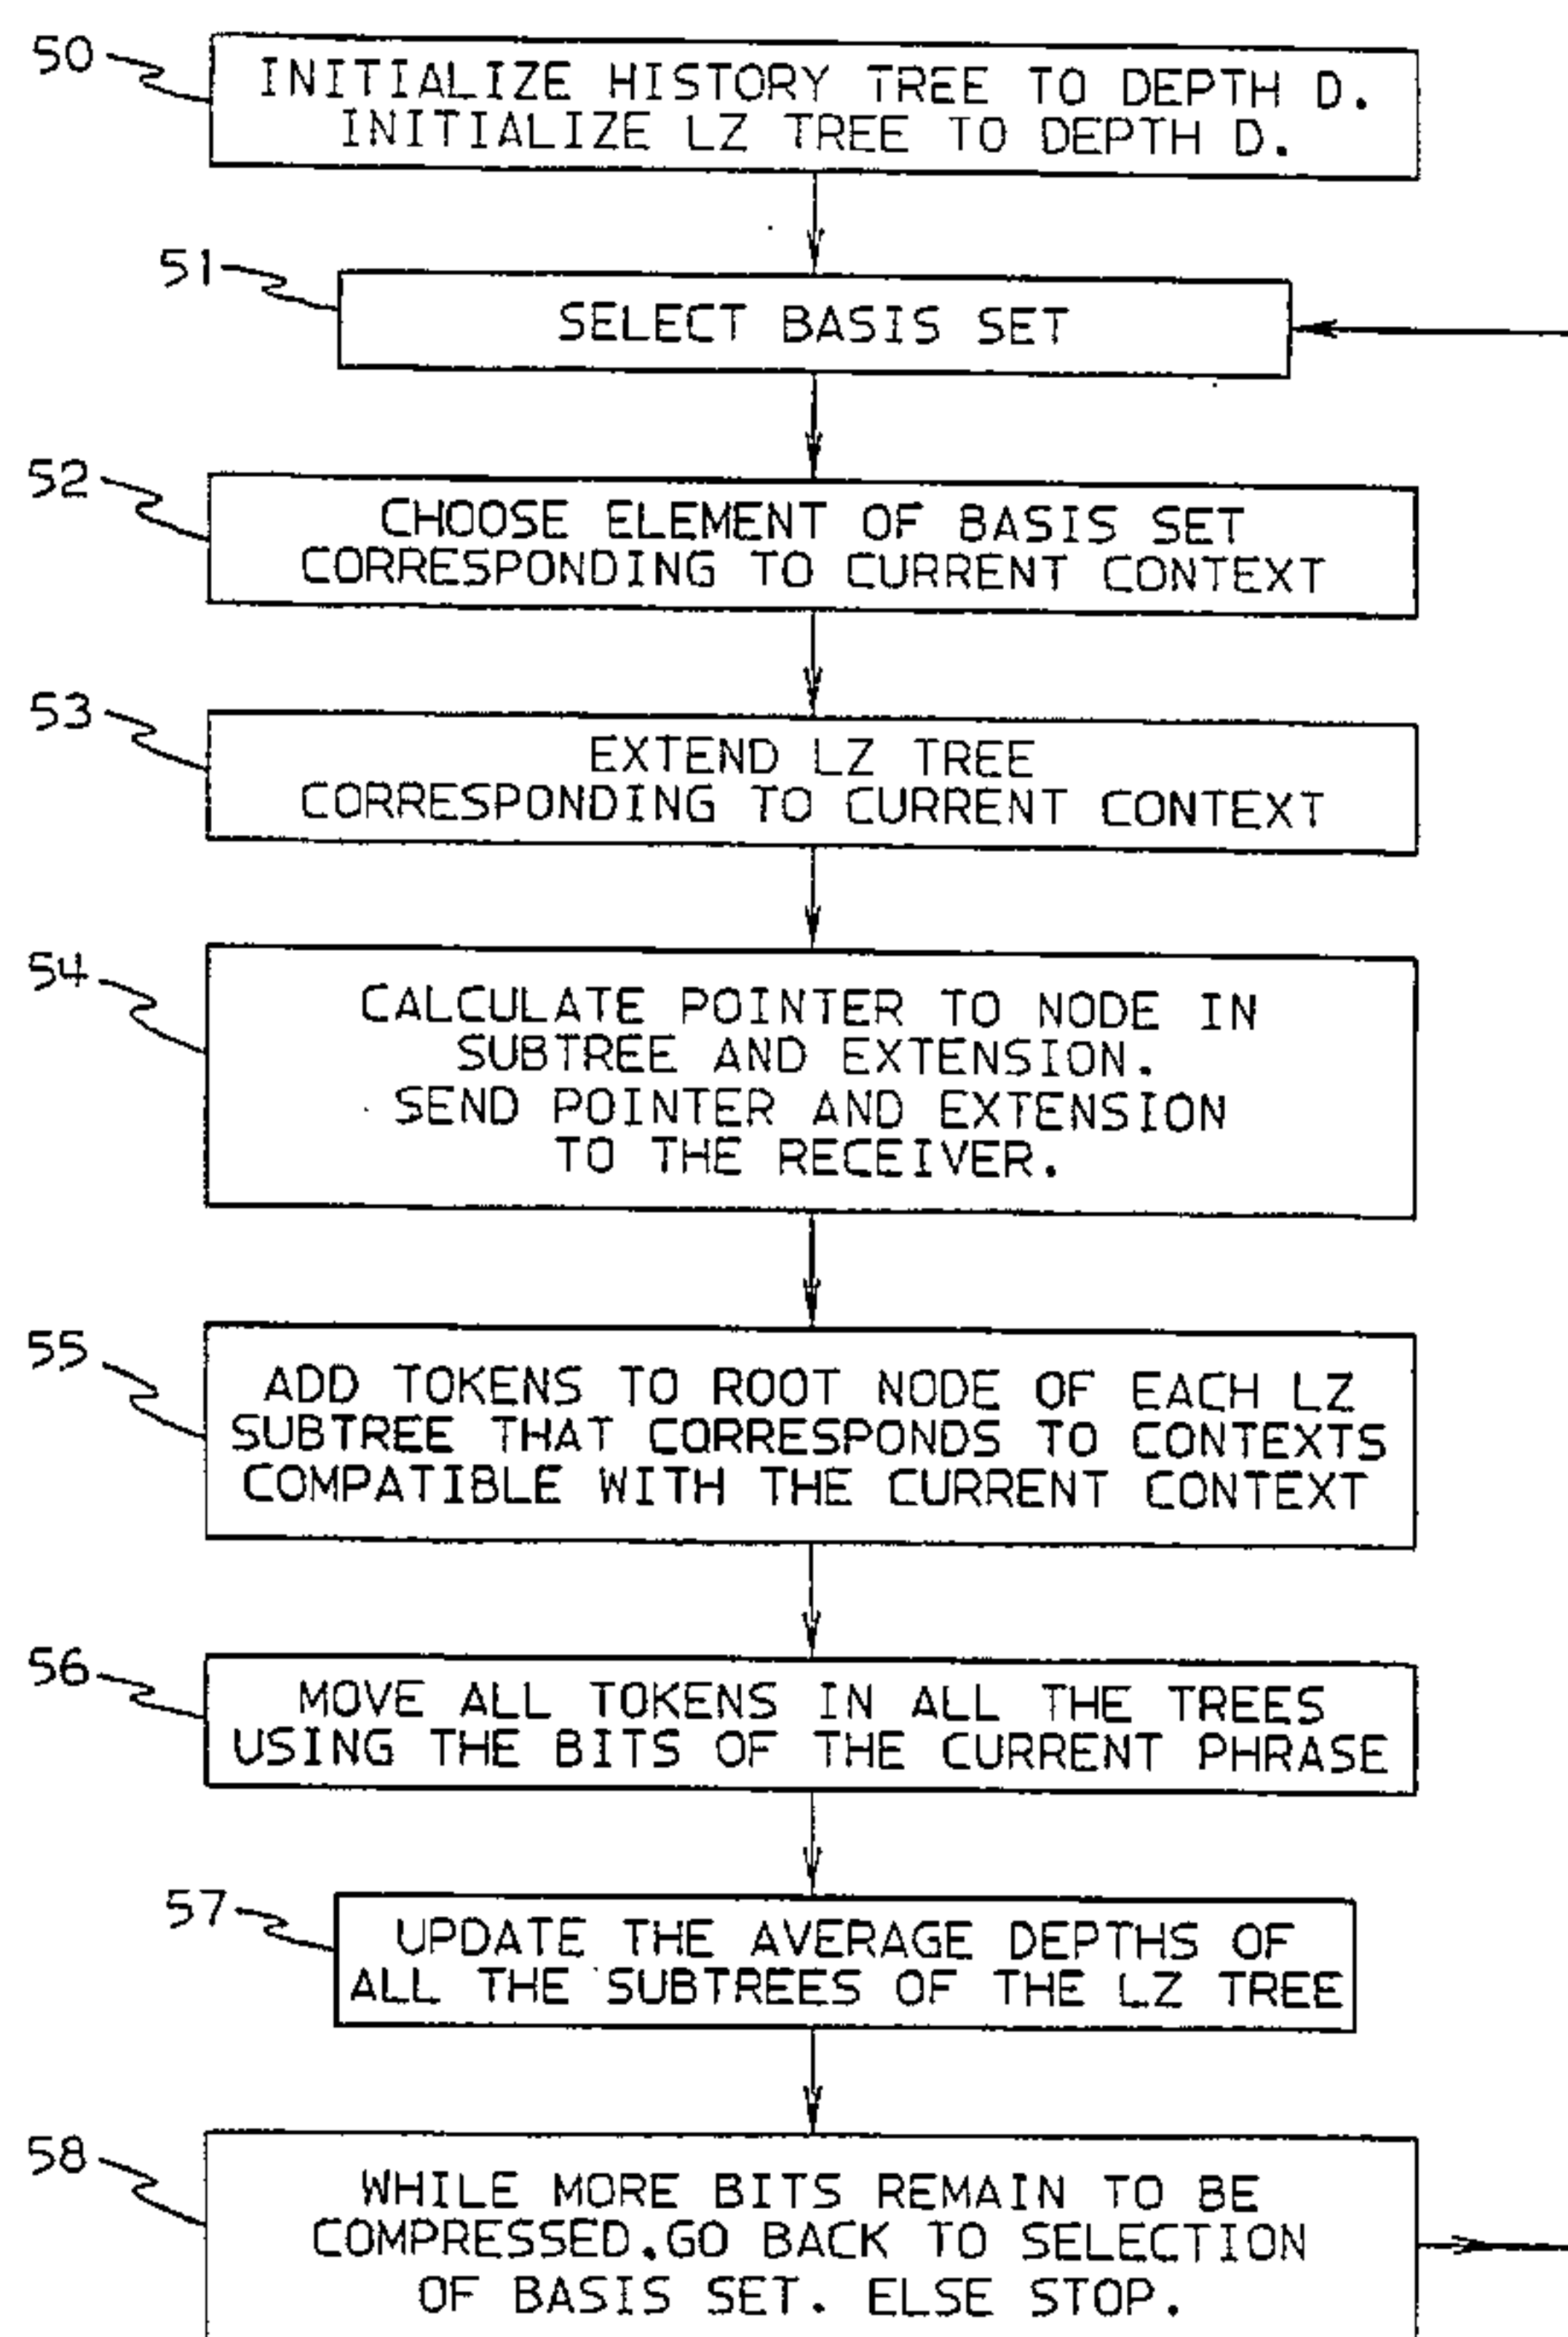 50
INITIALIZE HISTORY TREE TO DEPTH D.
INITIALIZE LZ TREE TO DEPTH D.
51
SELECT BASIS SET
52
CHOOSE ELEMENT OF BASIS SET
CORRESPONDING TO CURRENT CONTEXT
53
EXTEND LZ TREE
CORRESPONDING TO CURRENT CONTEXT
54
CALCULATE POINTER TO NODE IN
SUBTREE AND EXTENSION.
SEND POINTER AND EXTENSION
TO THE RECEIVER.
55
ADD TOKENS TO ROOT NODE OF EACH LZ
SUBTREE THAT CORRESPONDS TO CONTEXTS
COMPATIBLE WITH THE CURRENT CONTEXT
56
MOVE ALL TOKENS IN ALL THE TREES
USING THE BITS OF THE CURRENT PHRASE
57
UPDATE THE AVERAGE DEPTHS OF
ALL THE SUBTREES OF THE LZ TREE
58
WHILE MORE BITS REMAIN TO BE
COMPRESSED.GO BACK TO SELECTION
OF BASIS SET. ELSE STOP.